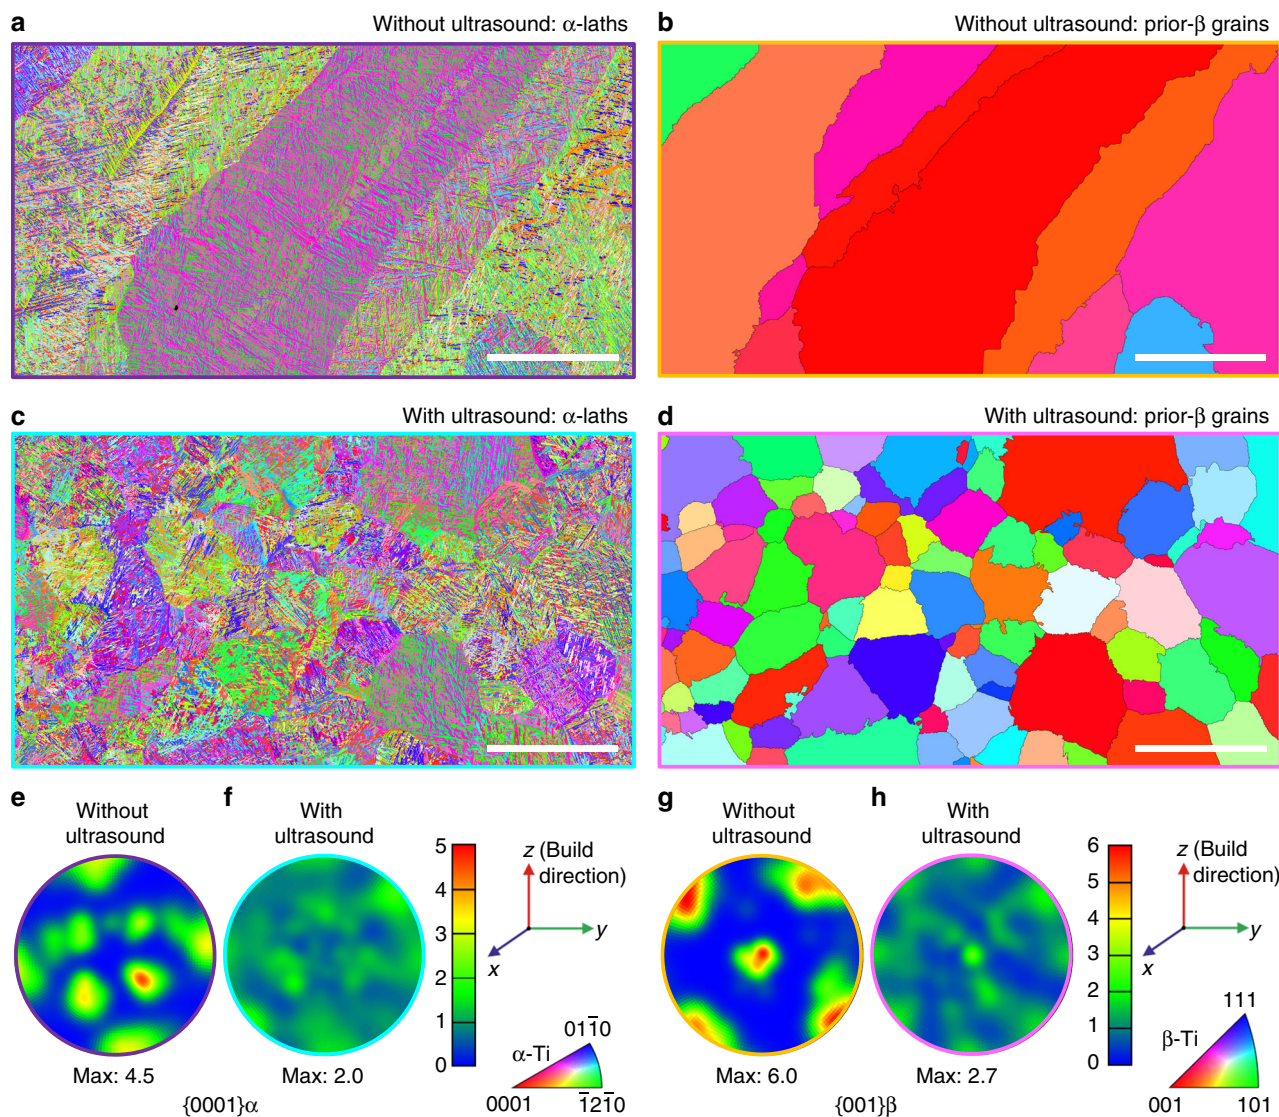 a Without ultrasound: α-laths
b Without ultrasound: prior-β grains
c With ultrasound: α-laths
d With ultrasound: prior-β grains
e Without ultrasound
f With ultrasound
5
4
3
2
1
0
z (Build direction)
y
x
011̅0
α-Ti
0001 1̅21̅0
Max: 4.5 Max: 2.0
{0001}α
g Without ultrasound
h With ultrasound
6
5
4
3
2
1
0
z (Build direction)
y
x
111
β-Ti
001 101
Max: 6.0 Max: 2.7
{001}β